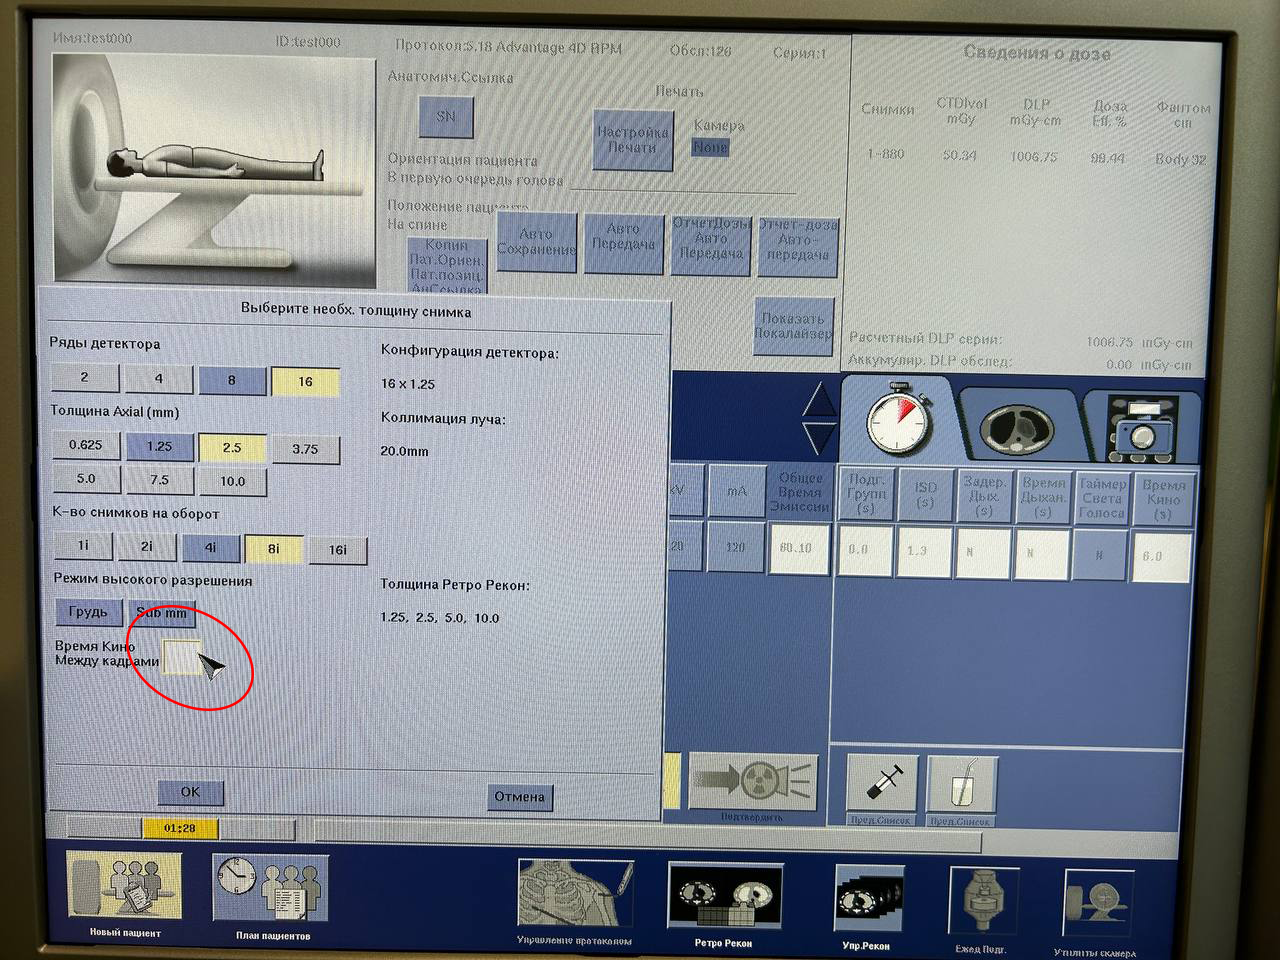 Имя:test000
ID:test000
Протокол:5.18 Advantage 4D RPM
Обсл:126
Серия:1
Анатомич.Ссылка
SN
Печать
Настройка
Печати
Камера
None
Ориентация пациента
В первую очередь голова
Положение пациента
На спине
Копия
Пат.Ориен.
Пат.позиц.
АнСсылка
Авто
Сохранение
Авто
Передача
ОтчетДозы
Авто
Передача
Отчет-доза
Авто-
передача
Показать
Локалайзер
Сведения о дозе
Снимки
CTDIvol
mGy
DLP
mGy-cm
Доза
Eff. %
Фантом
cm
1-880
50.34
1006.75
99.44
Body 32
Расчетный DLP серии:
1006.75 mGy-cm
Аккумулир. DLP обслед:
0.00 mGy-cm
Выберите необх. толщину снимка
Ряды детектора
2
4
8
16
Толщина Axial (mm)
0.625
1.25
2.5
3.75
5.0
7.5
10.0
К-во снимков на оборот
1i
2i
4i
8i
16i
Режим высокого разрешения
Грудь
Sub mm
Время Кино
Между кадрами
Конфигурация детектора:
16 x 1.25
Коллимация луча:
20.0mm
Толщина Ретро Рекон:
1.25, 2.5, 5.0, 10.0
OK
Отмена
kV
mA
Общее
Время
Эмиссии
Подг.
Групп
(s)
ISD
(s)
Задер.
Дых.
(s)
Время
Дыхан.
(s)
Таймер
Света
Голоса
Время
Кино
(s)
20
120
60.10
0.0
1.3
N
N
N
6.0
Подтвердить
Пред.Список
Пред.Список
01:28
Новый пациент
План пациентов
Управление протоколом
Ретро Рекон
Упр.Рекон
Ежед Подг.
Утилиты сканера